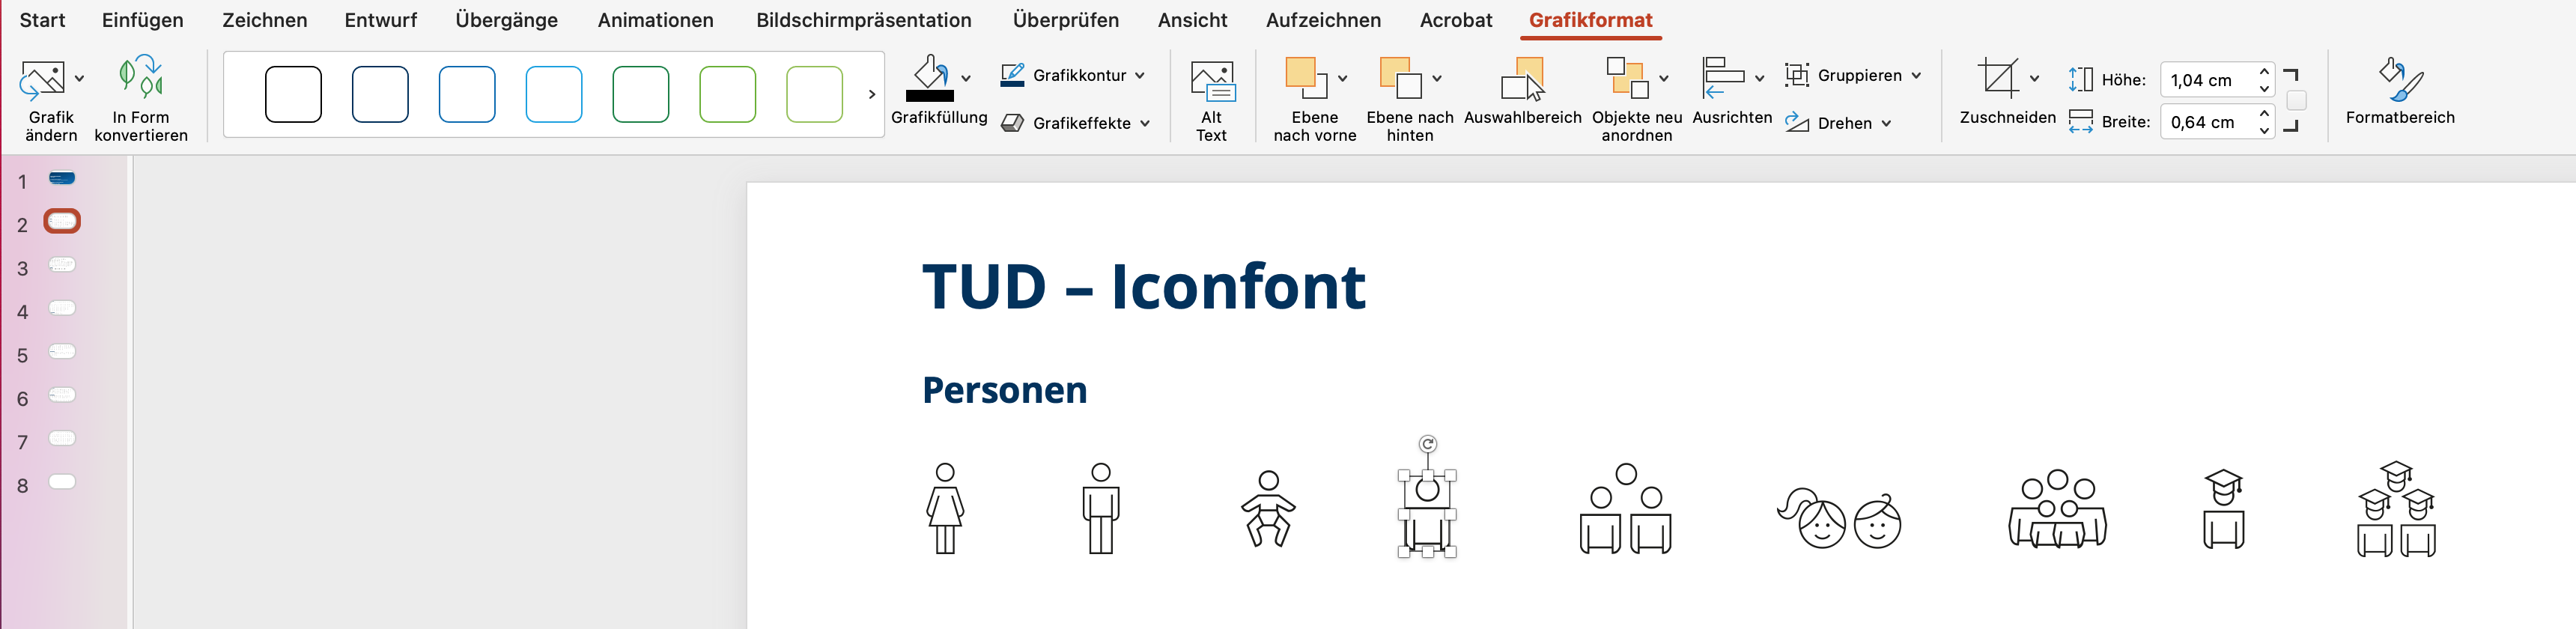 Start Einfügen Zeichnen Entwurf Übergänge Animationen Bildschirmpräsentation Überprüfen Ansicht Aufzeichnen Acrobat Grafikformat
Grafik ändern
In Form konvertieren
Grafikfüllung
Grafikkontur
Grafikeffekte
Alt Text
Ebene nach vorne
Ebene nach hinten
Auswahlbereich
Objekte neu anordnen
Ausrichten
Gruppieren
Drehen
Zuschneiden
Höhe: 1,04 cm
Breite: 0,64 cm
Formatbereich
1
2
3
4
5
6
7
8
TUD – Iconfont
Personen